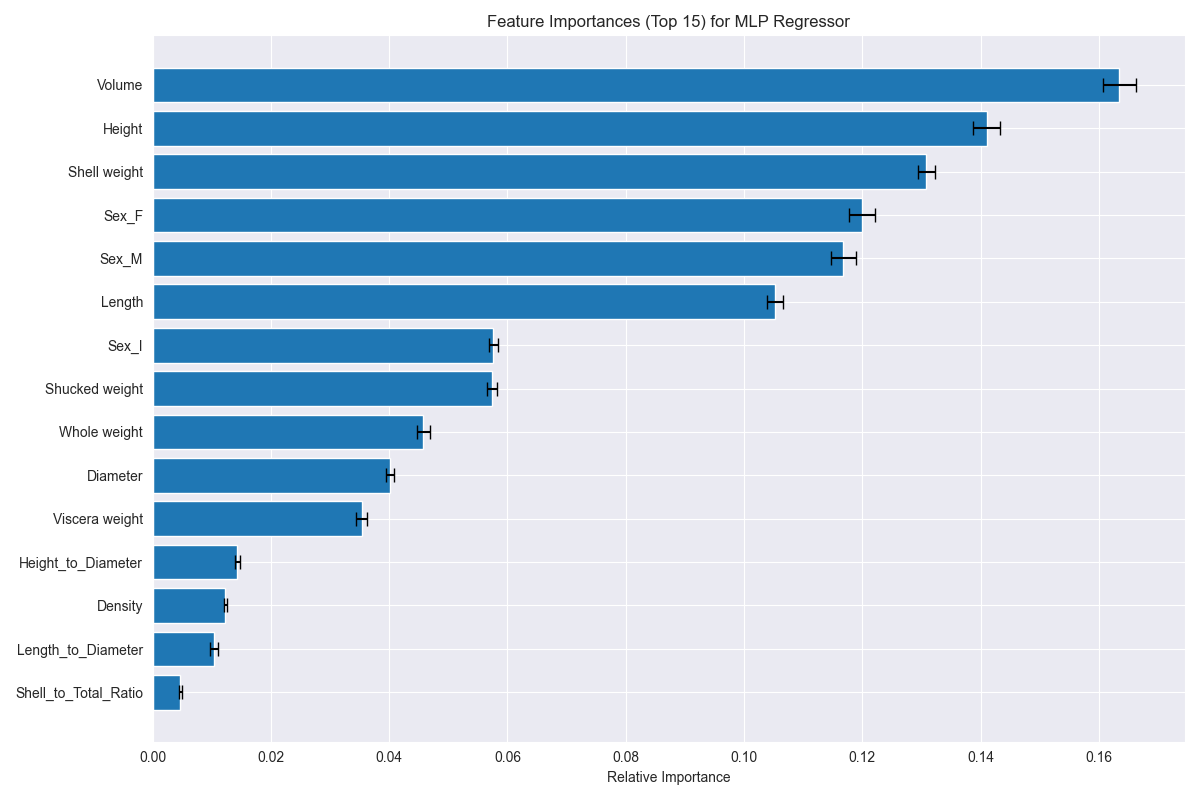 Feature Importances (Top 15) for MLP Regressor
Volume
Height
Shell weight
Sex_F
Sex_M
Length
Sex_I
Shucked weight
Whole weight
Diameter
Viscera weight
Height_to_Diameter
Density
Length_to_Diameter
Shell_to_Total_Ratio
0.00 0.02 0.04 0.06 0.08 0.10 0.12 0.14 0.16
Relative Importance